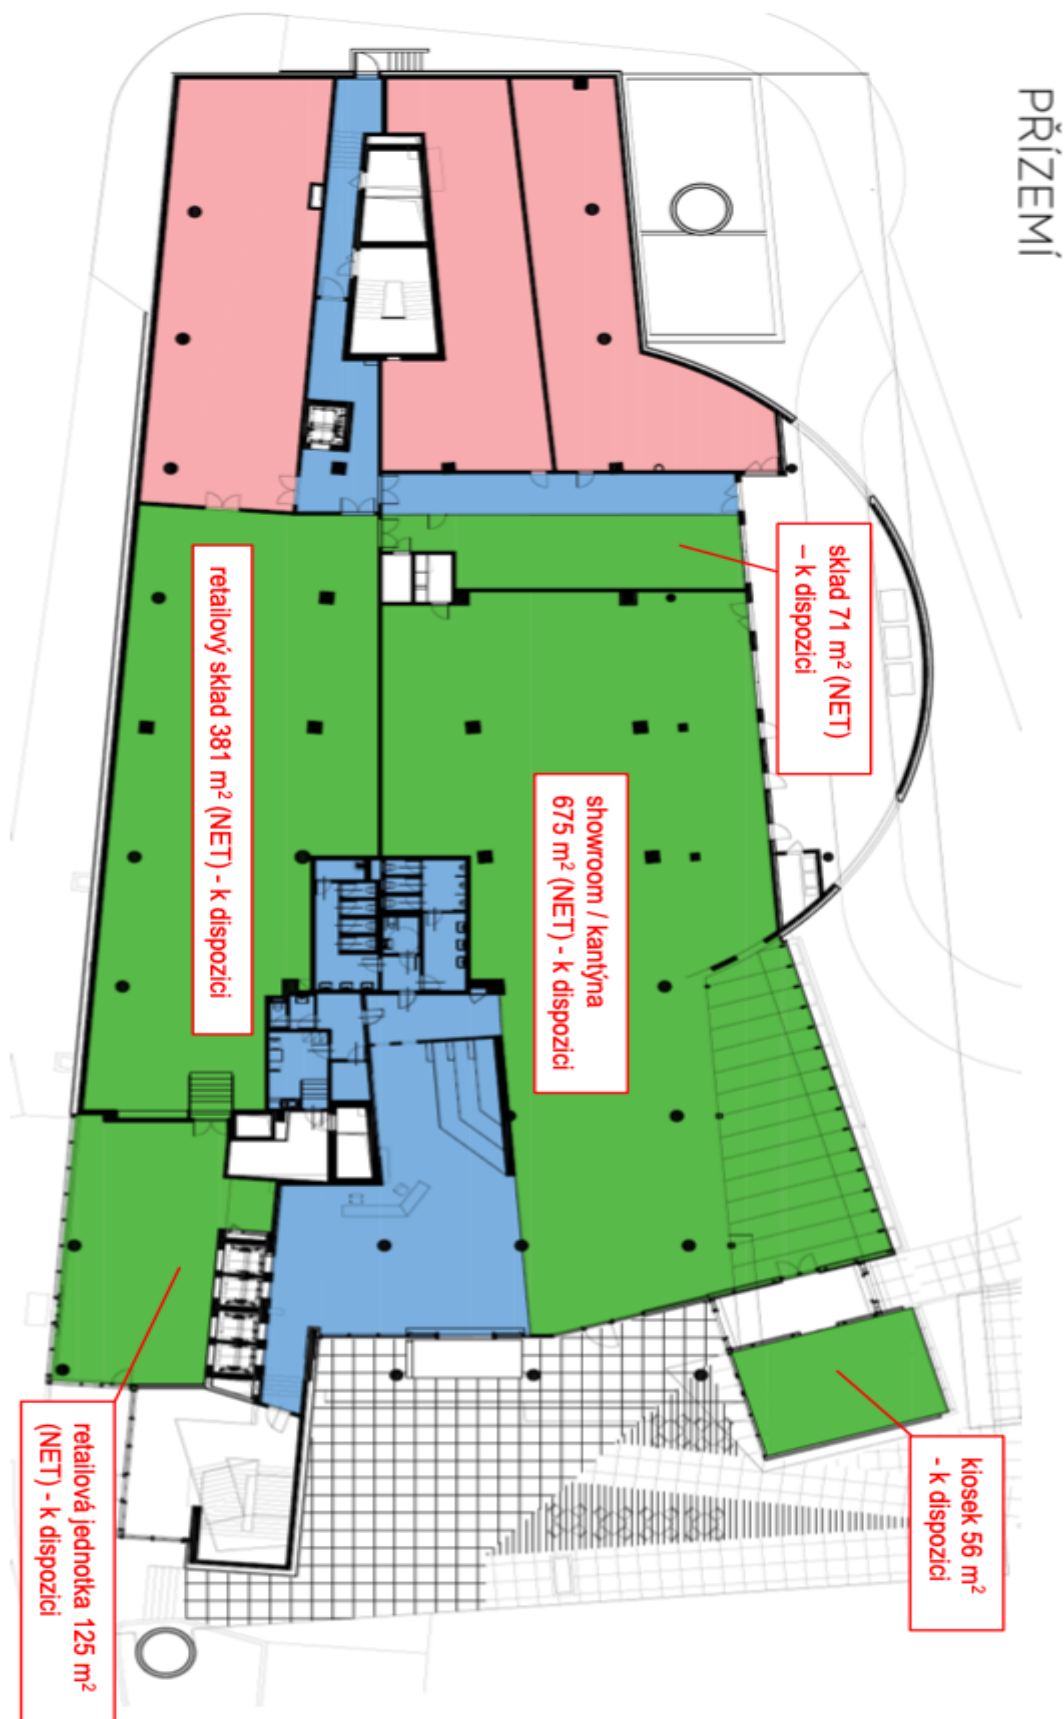 PŘÍZEMÍ
sklad 71 m² (NET)
– k dispozici
showroom / kantýna
675 m² (NET) - k dispozici
retailový sklad 381 m² (NET) - k dispozici
kiosek 56 m²
- k dispozici
retailová jednotka 125 m²
(NET) - k dispozici